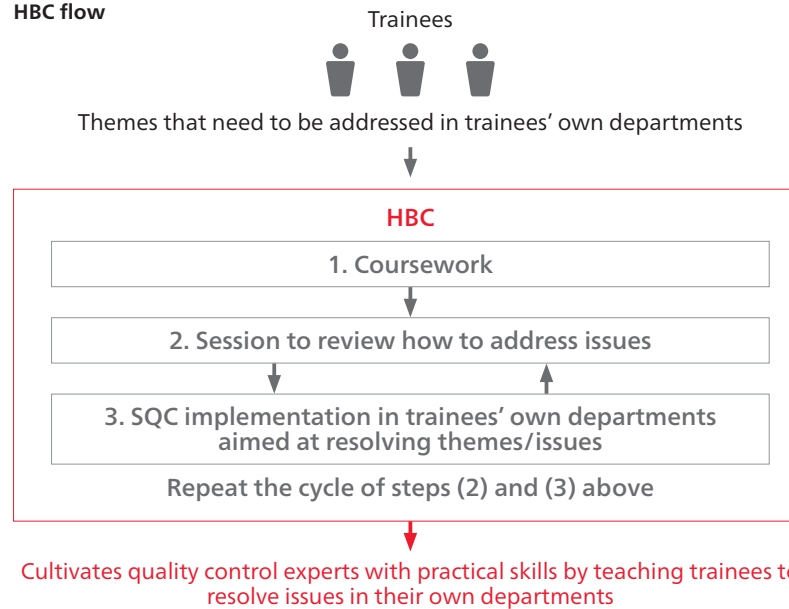 HBC flow
Trainees
Themes that need to be addressed in trainees’ own departments
HBC
1. Coursework
2. Session to review how to address issues
3. SQC implementation in trainees’ own departments
aimed at resolving themes/issues
Repeat the cycle of steps (2) and (3) above
Cultivates quality control experts with practical skills by teaching trainees to
resolve issues in their own departments